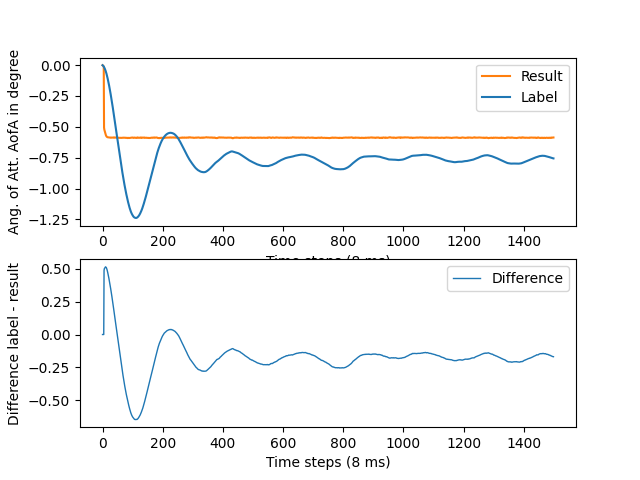 Ang. of Att. AofA in degree
0.00
−0.25
−0.50
−0.75
−1.00
−1.25
Result
Label
0 200 400 600 800 1000 1200 1400
Time steps (8 ms)
Difference label - result
0.50
0.25
0.00
−0.25
−0.50
Difference
0 200 400 600 800 1000 1200 1400
Time steps (8 ms)